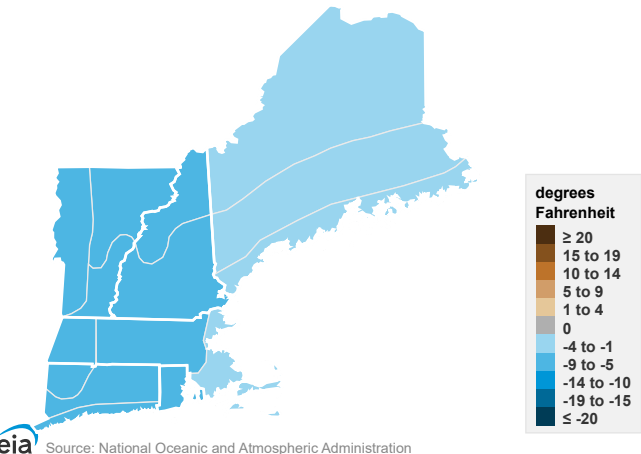 degrees
Fahrenheit
≥ 20
15 to 19
10 to 14
5 to 9
1 to 4
0
-4 to -1
-9 to -5
-14 to -10
-19 to -15
≤ -20
eia Source: National Oceanic and Atmospheric Administration